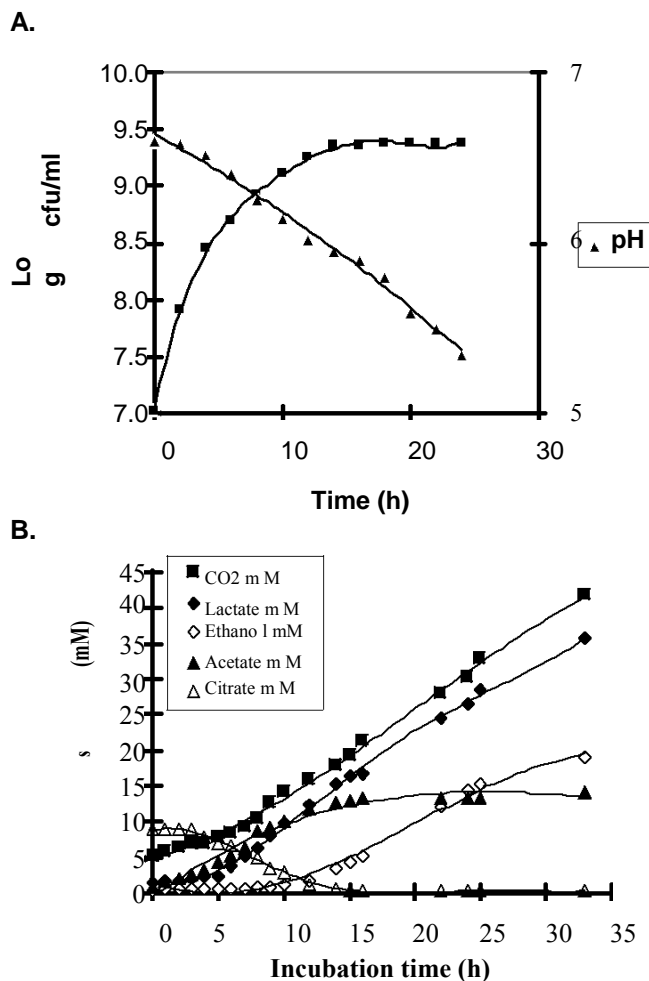 A.
10.0
9.5
9.0
8.5
8.0
7.5
7.0
Lo
g
cfu/ml
7
6
5
pH
0 10 20 30
Time (h)
B.
CO2 m M
Lactate m M
Ethano l mM
Acetate m M
Citrate m M
45
40
35
30
25
20
15
10
5
0
(mM)
s
0 5 10 15 20 25 30 35
Incubation time (h)